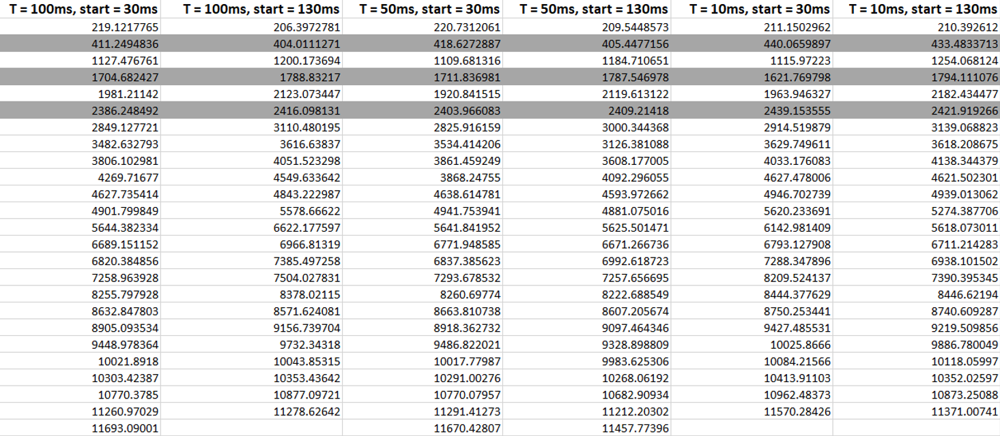 T = 100ms, start = 30ms T = 100ms, start = 130ms T = 50ms, start = 30ms T = 50ms, start = 130ms T = 10ms, start = 30ms T = 10ms, start = 130ms
219.1217765 206.3972781 220.7312061 209.5448573 211.1502962 210.392612
411.2494836 404.0111271 418.6272887 405.4477156 440.0659897 433.4833713
1127.476761 1200.173694 1109.681316 1184.710651 1115.97223 1254.068124
1704.682427 1788.83217 1711.836981 1787.546978 1621.769798 1794.111076
1981.21142 2123.073447 1920.841515 2119.613122 1963.946327 2182.434477
2386.248492 2416.098131 2403.966083 2409.21418 2439.153555 2421.919266
2849.127721 3110.480195 2825.916159 3000.344368 2914.519879 3139.068823
3482.632793 3616.63837 3534.414206 3126.381088 3629.749611 3618.208675
3806.102981 4051.523298 3861.459249 3608.177005 4033.176083 4138.344379
4269.71677 4549.633642 3868.24755 4092.296055 4627.478006 4621.502301
4627.735414 4843.222987 4638.614781 4593.972662 4946.702739 4939.013062
4901.799849 5578.66622 4941.753941 4881.075016 5620.233691 5274.387706
5644.382334 6622.177597 5641.841952 5625.501471 6142.981409 5618.073011
6689.151152 6966.81319 6771.948585 6671.266736 6793.127908 6711.214283
6820.384856 7385.497258 6837.385623 6992.618723 7288.347896 6938.101502
7258.963928 7504.027831 7293.678532 7257.656695 8209.524137 7390.395345
8255.797928 8378.02115 8260.69774 8222.688549 8444.377629 8446.62194
8632.847803 8571.624081 8663.810738 8607.205674 8750.253441 8740.609287
8905.093534 9156.739704 8918.362732 9097.464346 9427.485531 9219.509856
9448.978364 9732.34318 9486.822021 9328.898809 10025.8666 9886.780049
10021.8918 10043.85315 10017.77987 9983.625306 10084.21566 10118.05997
10303.42387 10353.43642 10291.00276 10268.06192 10413.91103 10352.02597
10770.3785 10877.09721 10770.07957 10682.90934 10962.48373 10873.25088
11260.97029 11278.62642 11291.41273 11212.20302 11570.28426 11371.00741
11693.09001 11670.42807 11457.77396